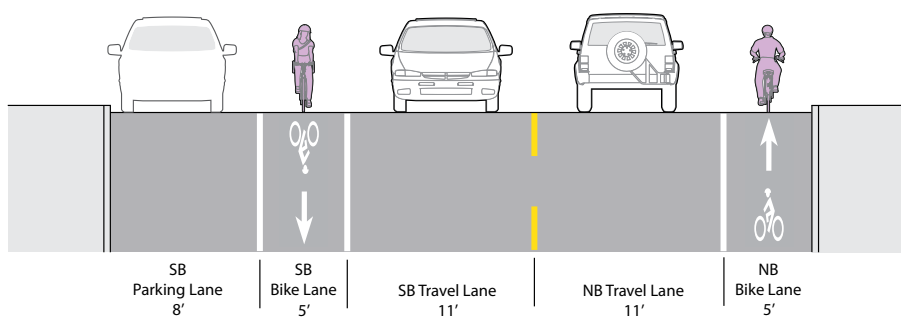 SB
Parking Lane
8’
SB
Bike Lane
5’
SB Travel Lane
11’
NB Travel Lane
11’
NB
Bike Lane
5’